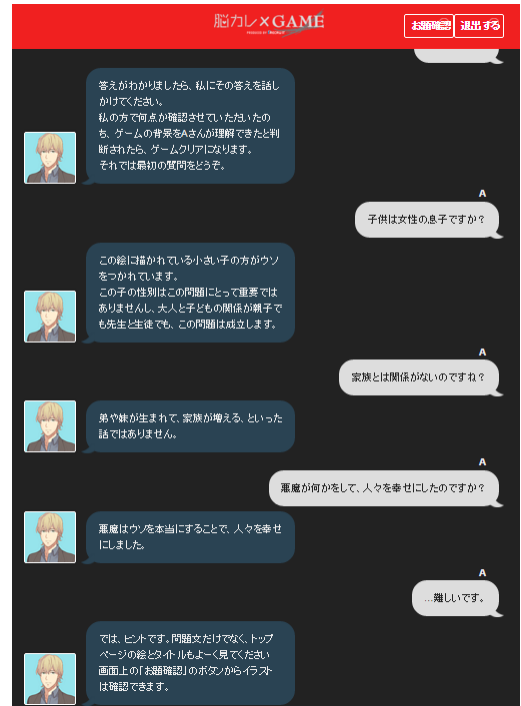 脳カレ×GAME
PRODUCED BY
お題確認
退出する
答えがわかりましたら、私にその答えを話し
かけてください。
私の方で何点か確認させていただいたの
ち、ゲームの背景をAさんが理解できたと判
断されたら、ゲームクリアになります。
それでは最初の質問をどうぞ。
A
子供は女性の息子ですか？
この絵に描かれている小さい子の方がウソ
をつかれています。
この子の性別はこの問題にとって重要では
ありませんし、大人と子どもの関係が親子で
も先生と生徒でも、この問題は成立します。
A
家族とは関係がないのですね？
弟や妹が生まれて、家族が増える、といった
話ではありません。
A
悪魔が何かをして、人々を幸せにしたのですか？
悪魔はウソを本当にすることで、人々を幸せ
にしました。
A
…難しいです。
では、ヒントです。問題文だけでなく、トップ
ページの絵とタイトルもよーく見てください
画面上の「お題確認」のボタンからイラスト
は確認できます。